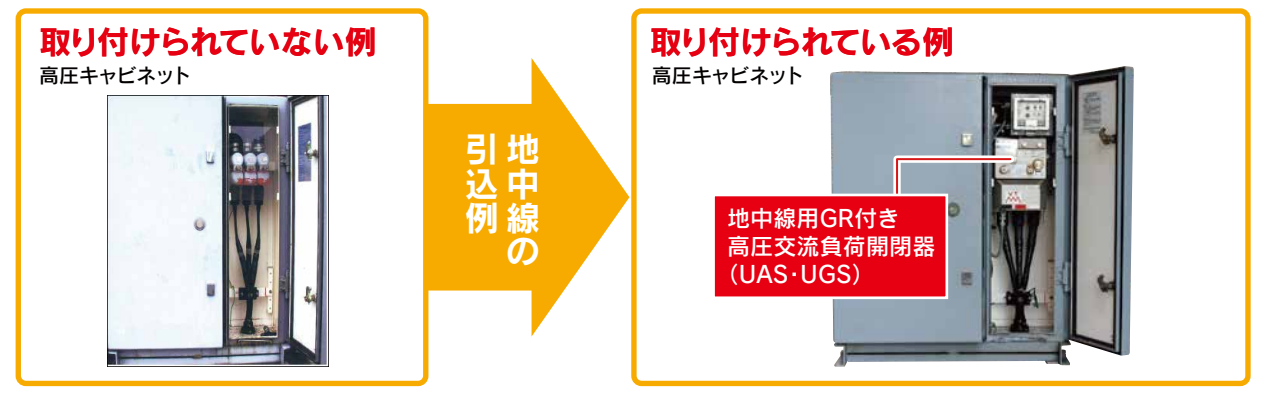 取り付けられていない例
高圧キャビネット
地中線の
引込例
取り付けられている例
高圧キャビネット
地中線用GR付き
高圧交流負荷開閉器
(UAS･UGS)